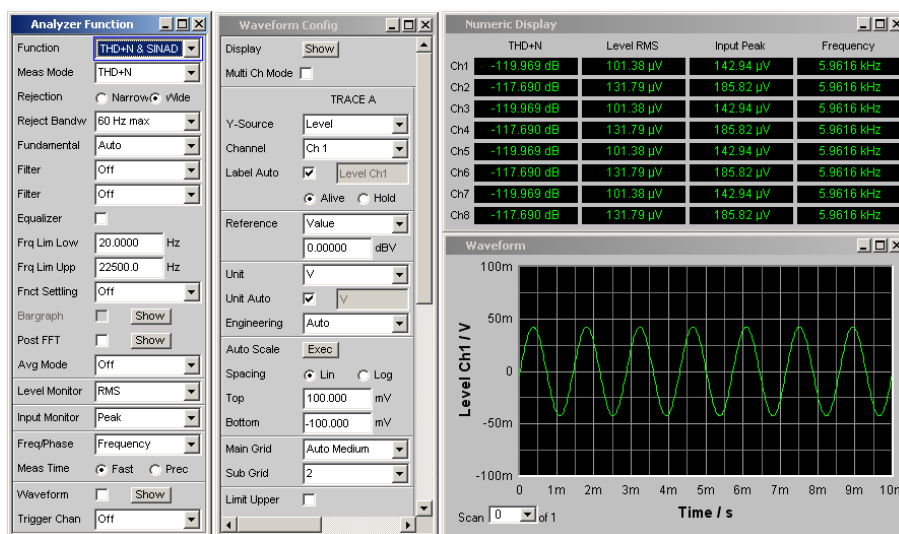 Analyzer Function
Function THD+N & SINAD
Meas Mode THD+N
Rejection Narrow Wide
Reject Bandw 60 Hz max
Fundamental Auto
Filter Off
Filter Off
Equalizer
Frq Lim Low 20.0000 Hz
Frq Lim Upp 22500.0 Hz
Fnct Settling Off
Bargraph Show
Post FFT Show
Avg Mode Off
Level Monitor RMS
Input Monitor Peak
Freq/Phase Frequency
Meas Time Fast Prec
Waveform Show
Trigger Chan Off
Waveform Config
Display Show
Multi Ch Mode
TRACE A
Y-Source Level
Channel Ch 1
Label Auto Level Ch1
Alive Hold
Reference Value
0.00000 dBV
Unit V
Unit Auto V
Engineering Auto
Auto Scale Exec
Spacing Lin Log
Top 100.000 mV
Bottom -100.000 mV
Main Grid Auto Medium
Sub Grid 2
Limit Upper
Numeric Display
THD+N Level RMS Input Peak Frequency
Ch1 -119.969 dB 101.38 µV 142.94 µV 5.9616 kHz
Ch2 -117.690 dB 131.79 µV 185.82 µV 5.9616 kHz
Ch3 -119.969 dB 101.38 µV 142.94 µV 5.9616 kHz
Ch4 -117.690 dB 131.79 µV 185.82 µV 5.9616 kHz
Ch5 -119.969 dB 101.38 µV 142.94 µV 5.9616 kHz
Ch6 -117.690 dB 131.79 µV 185.82 µV 5.9616 kHz
Ch7 -119.969 dB 101.38 µV 142.94 µV 5.9616 kHz
Ch8 -117.690 dB 131.79 µV 185.82 µV 5.9616 kHz
Waveform
Level Ch1 / V
100m
50m
0
-50m
-100m
0 1m 2m 3m 4m 5m 6m 7m 8m 9m 10m
Scan 0 of 1 Time / s